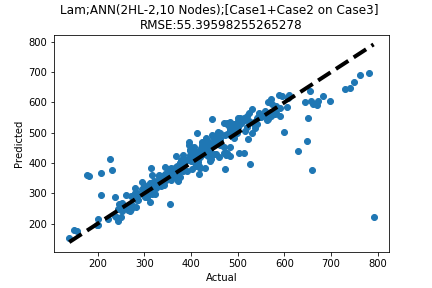 Lam;ANN(2HL-2,10 Nodes);[Case1+Case2 on Case3]
RMSE:55.39598255265278
800
700
600
500
400
300
200
Predicted
200 300 400 500 600 700 800
Actual